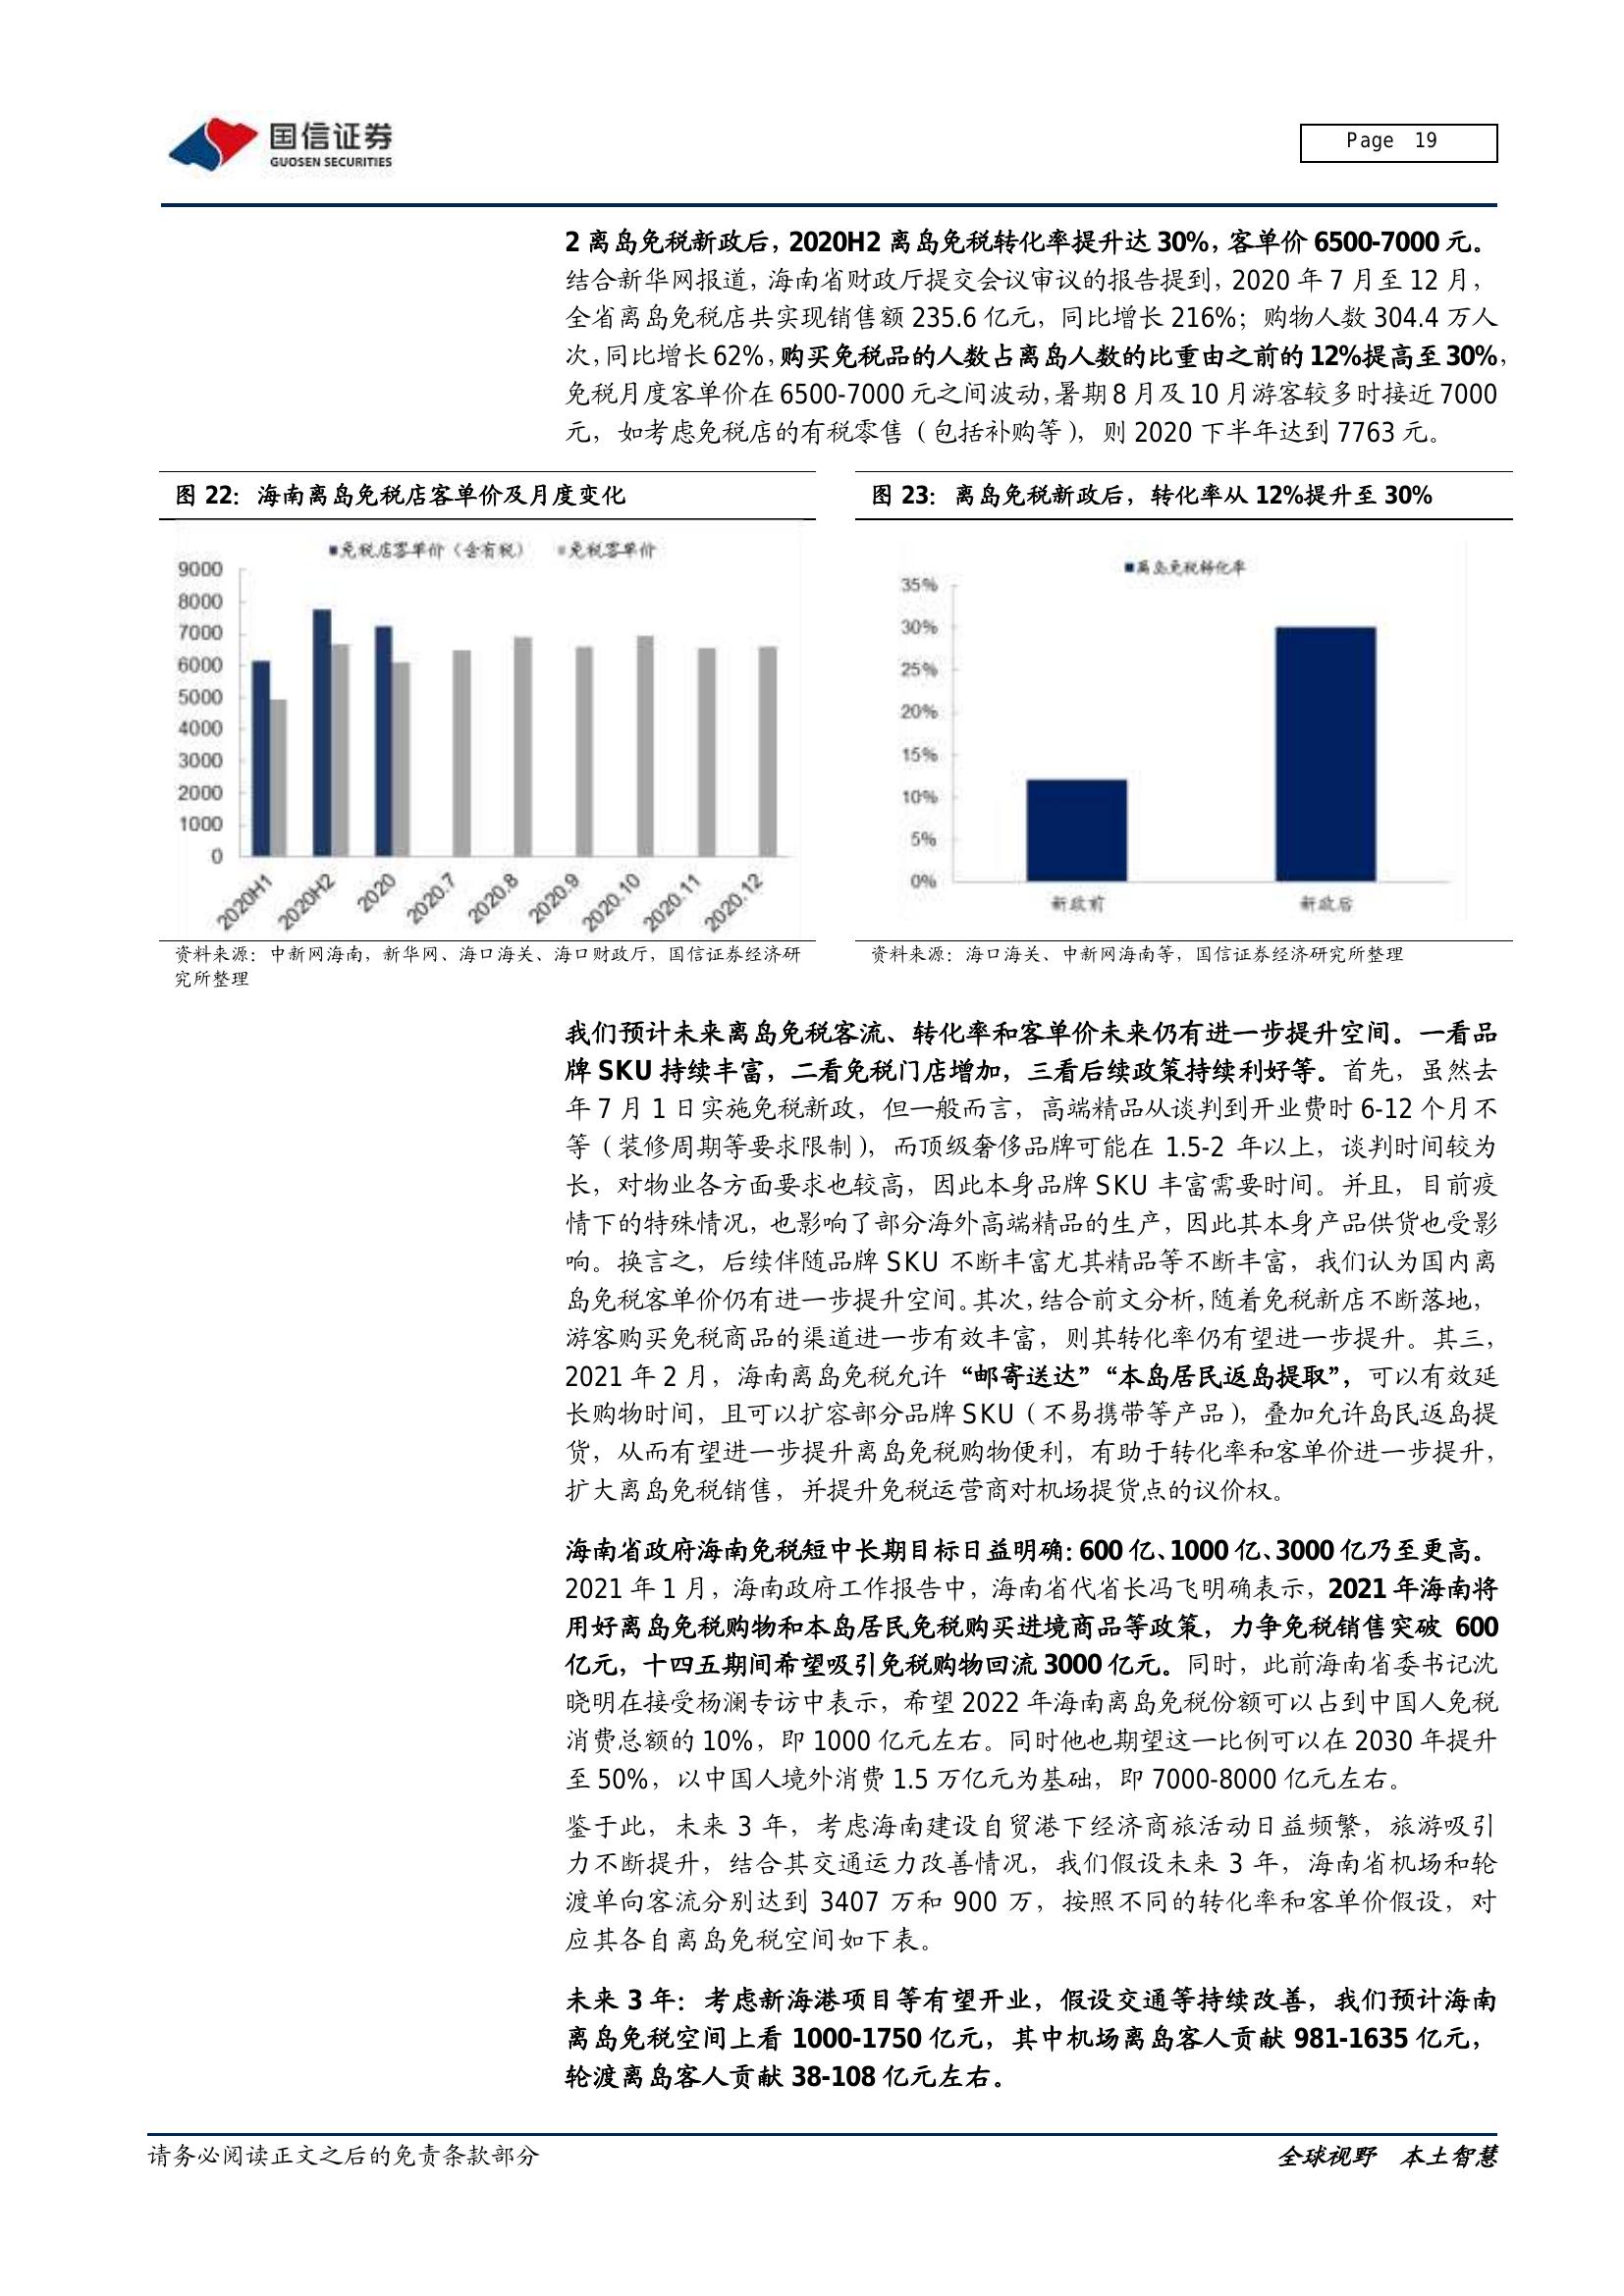 国信证券
GUOSEN SECURITIES
Page 19
2 离岛免税新政后，2020H2 离岛免税转化率提升达 30%，客单价 6500-7000 元。
结合新华网报道，海南省财政厅提交会议审议的报告提到，2020 年 7 月至 12 月，
全省离岛免税店共实现销售额 235.6 亿元，同比增长 216%；购物人数 304.4 万人
次，同比增长 62%，购买免税品的人数占离岛人数的比重由之前的 12%提高至 30%，
免税月度客单价在 6500-7000 元之间波动，暑期 8 月及 10 月游客较多时接近 7000
元，如考虑免税店的有税零售（包括补购等），则 2020 下半年达到 7763 元。
图 22：海南离岛免税店客单价及月度变化
免税店客单价（含有税） 免税客单价
9000
8000
7000
6000
5000
4000
3000
2000
1000
0
2020H1 2020H2 2020 2020.7 2020.8 2020.9 2020.10 2020.11 2020.12
资料来源：中新网海南，新华网、海口海关、海口财政厅，国信证券经济研
究所整理
图 23：离岛免税新政后，转化率从 12%提升至 30%
离岛免税转化率
35%
30%
25%
20%
15%
10%
5%
0%
新政前 新政后
资料来源：海口海关、中新网海南等，国信证券经济研究所整理
我们预计未来离岛免税客流、转化率和客单价未来仍有进一步提升空间。一看品
牌 SKU 持续丰富，二看免税门店增加，三看后续政策持续利好等。首先，虽然去
年 7 月 1 日实施免税新政，但一般而言，高端精品从谈判到开业费时 6-12 个月不
等（装修周期等要求限制），而顶级奢侈品牌可能在 1.5-2 年以上，谈判时间较为
长，对物业各方面要求也较高，因此本身品牌 SKU 丰富需要时间。并且，目前疫
情下的特殊情况，也影响了部分海外高端精品的生产，因此其本身产品供货也受影
响。换言之，后续伴随品牌 SKU 不断丰富尤其精品等不断丰富，我们认为国内离
岛免税客单价仍有进一步提升空间。其次，结合前文分析，随着免税新店不断落地，
游客购买免税商品的渠道进一步有效丰富，则其转化率仍有望进一步提升。其三，
2021 年 2 月，海南离岛免税允许“邮寄送达”“本岛居民返岛提取”，可以有效延
长购物时间，且可以扩容部分品牌 SKU（不易携带等产品），叠加允许岛民返岛提
货，从而有望进一步提升离岛免税购物便利，有助于转化率和客单价进一步提升，
扩大离岛免税销售，并提升免税运营商对机场提货点的议价权。
海南省政府海南免税短中长期目标日益明确：600 亿、1000 亿、3000 亿乃至更高。
2021 年 1 月，海南政府工作报告中，海南省代省长冯飞明确表示，2021 年海南将
用好离岛免税购物和本岛居民免税购买进境商品等政策，力争免税销售突破 600
亿元，十四五期间希望吸引免税购物回流 3000 亿元。同时，此前海南省委书记沈
晓明在接受杨澜专访中表示，希望 2022 年海南离岛免税份额可以占到中国人免税
消费总额的 10%，即 1000 亿元左右。同时他也期望这一比例可以在 2030 年提升
至 50%，以中国人境外消费 1.5 万亿元为基础，即 7000-8000 亿元左右。
鉴于此，未来 3 年，考虑海南建设自贸港下经济商旅活动日益频繁，旅游吸引
力不断提升，结合其交通运力改善情况，我们假设未来 3 年，海南省机场和轮
渡单向客流分别达到 3407 万和 900 万，按照不同的转化率和客单价假设，对
应其各自离岛免税空间如下表。
未来 3 年：考虑新海港项目等有望开业，假设交通等持续改善，我们预计海南
离岛免税空间上看 1000-1750 亿元，其中机场离岛客人贡献 981-1635 亿元，
轮渡离岛客人贡献 38-108 亿元左右。
请务必阅读正文之后的免责条款部分
全球视野 本土智慧